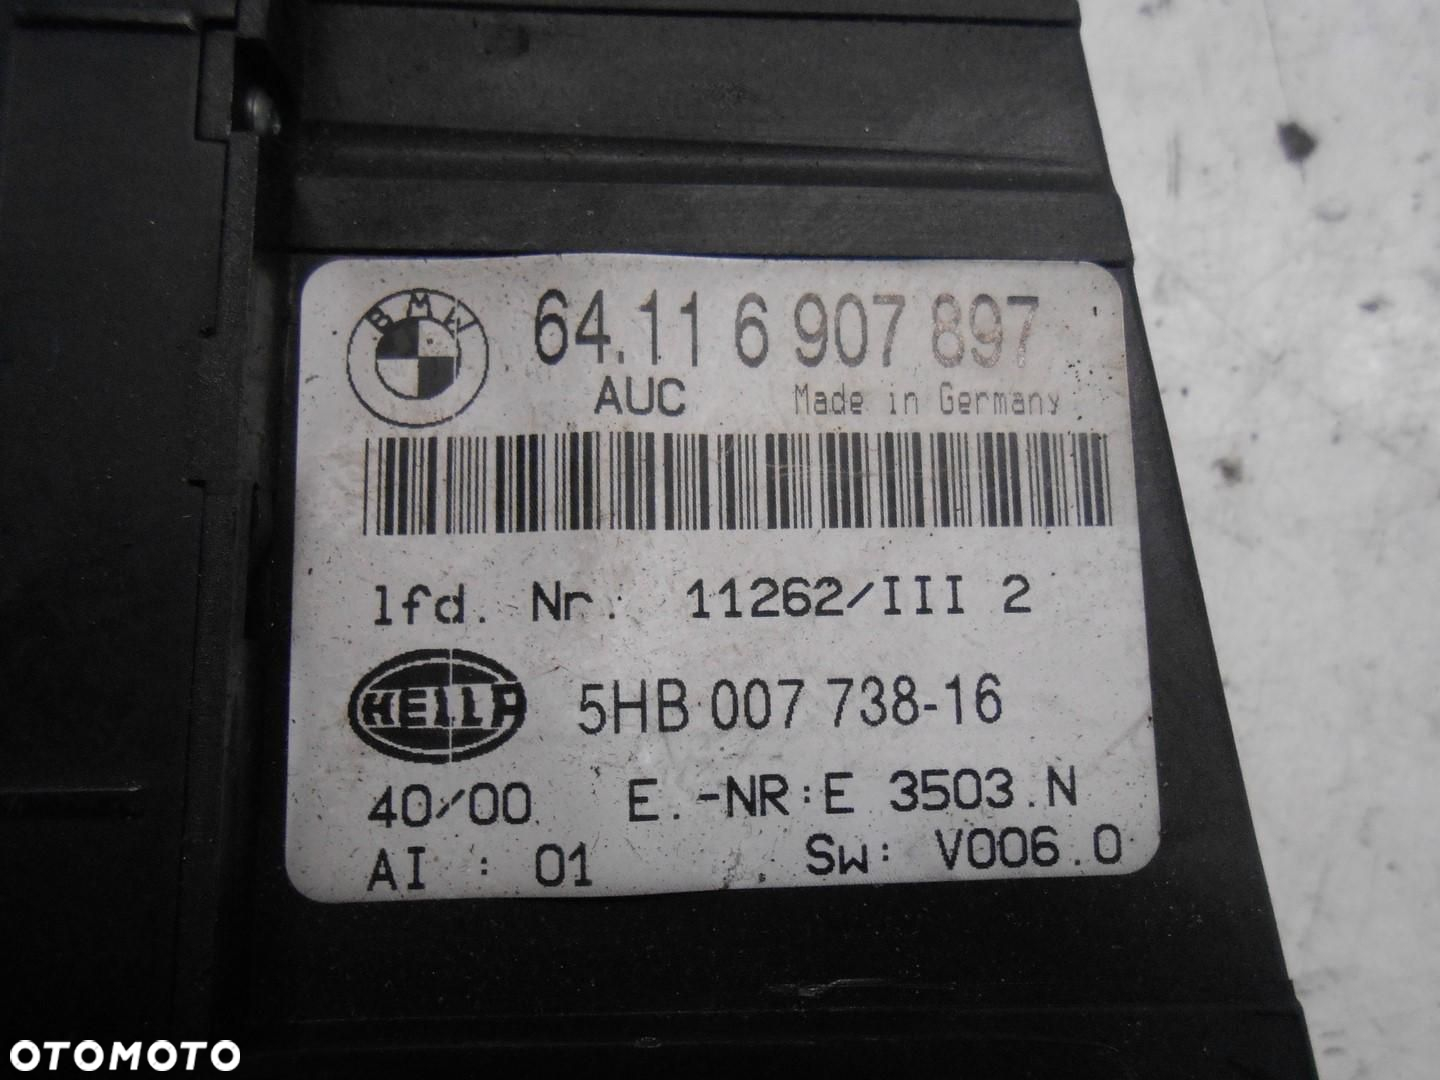 BMW
64.11 6 907 897
AUC Made in Germany
lfd. Nr: 11262/III 2
HELLA 5HB 007 738-16
40/00 E.-NR:E 3503.N
AI : 01 Sw: V006.0
OTOMOTO